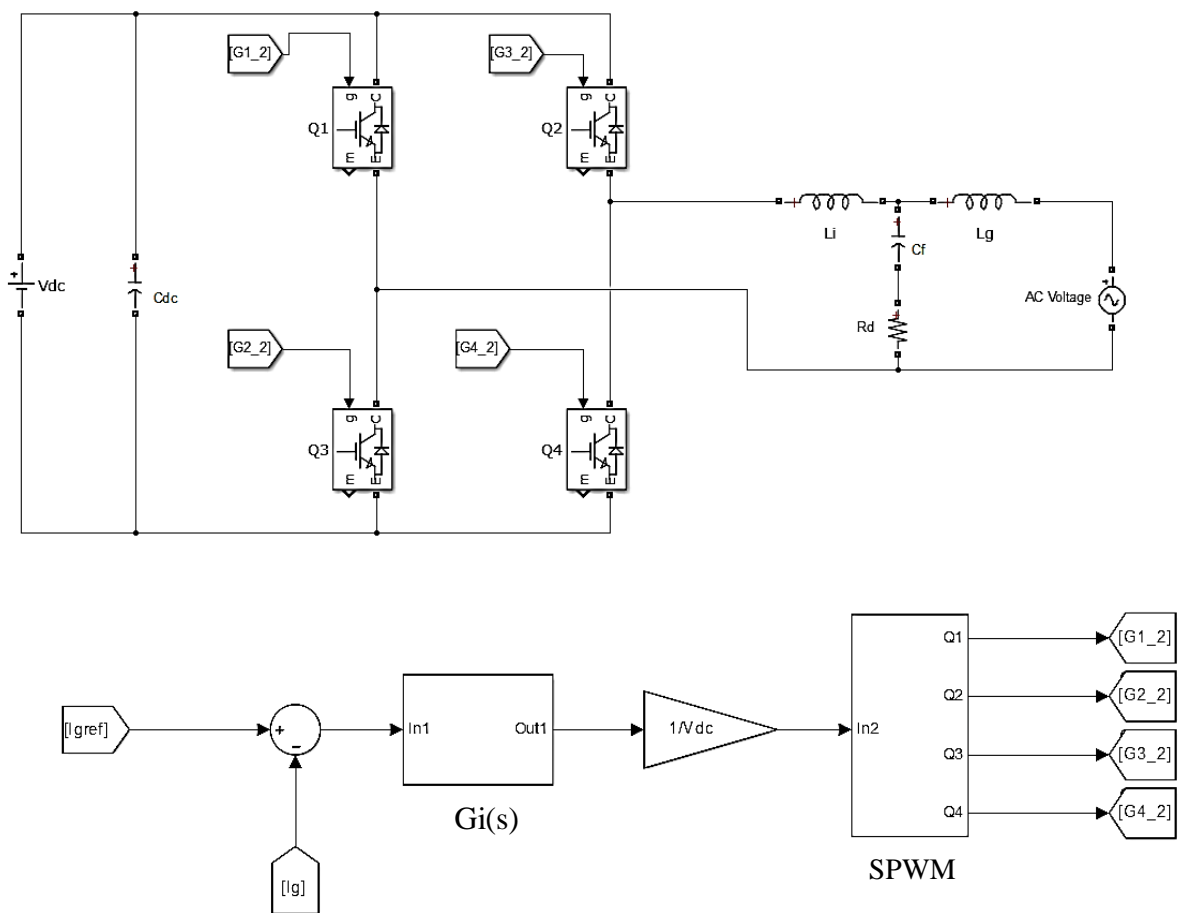 [G1_2]
[G3_2]
g
C
Q1
m
E
g
C
Q2
m
E
+
Vdc
+
Cdc
+
Li
+
Cf
+
Lg
+
Rd
+
AC Voltage
[G2_2]
[G4_2]
g
C
Q3
m
E
g
C
Q4
m
E
[Igref]
+
−
In1
Out1
Gi(s)
1/Vdc
In2
Q1
Q2
Q3
Q4
SPWM
[G1_2]
[G2_2]
[G3_2]
[G4_2]
[Ig]